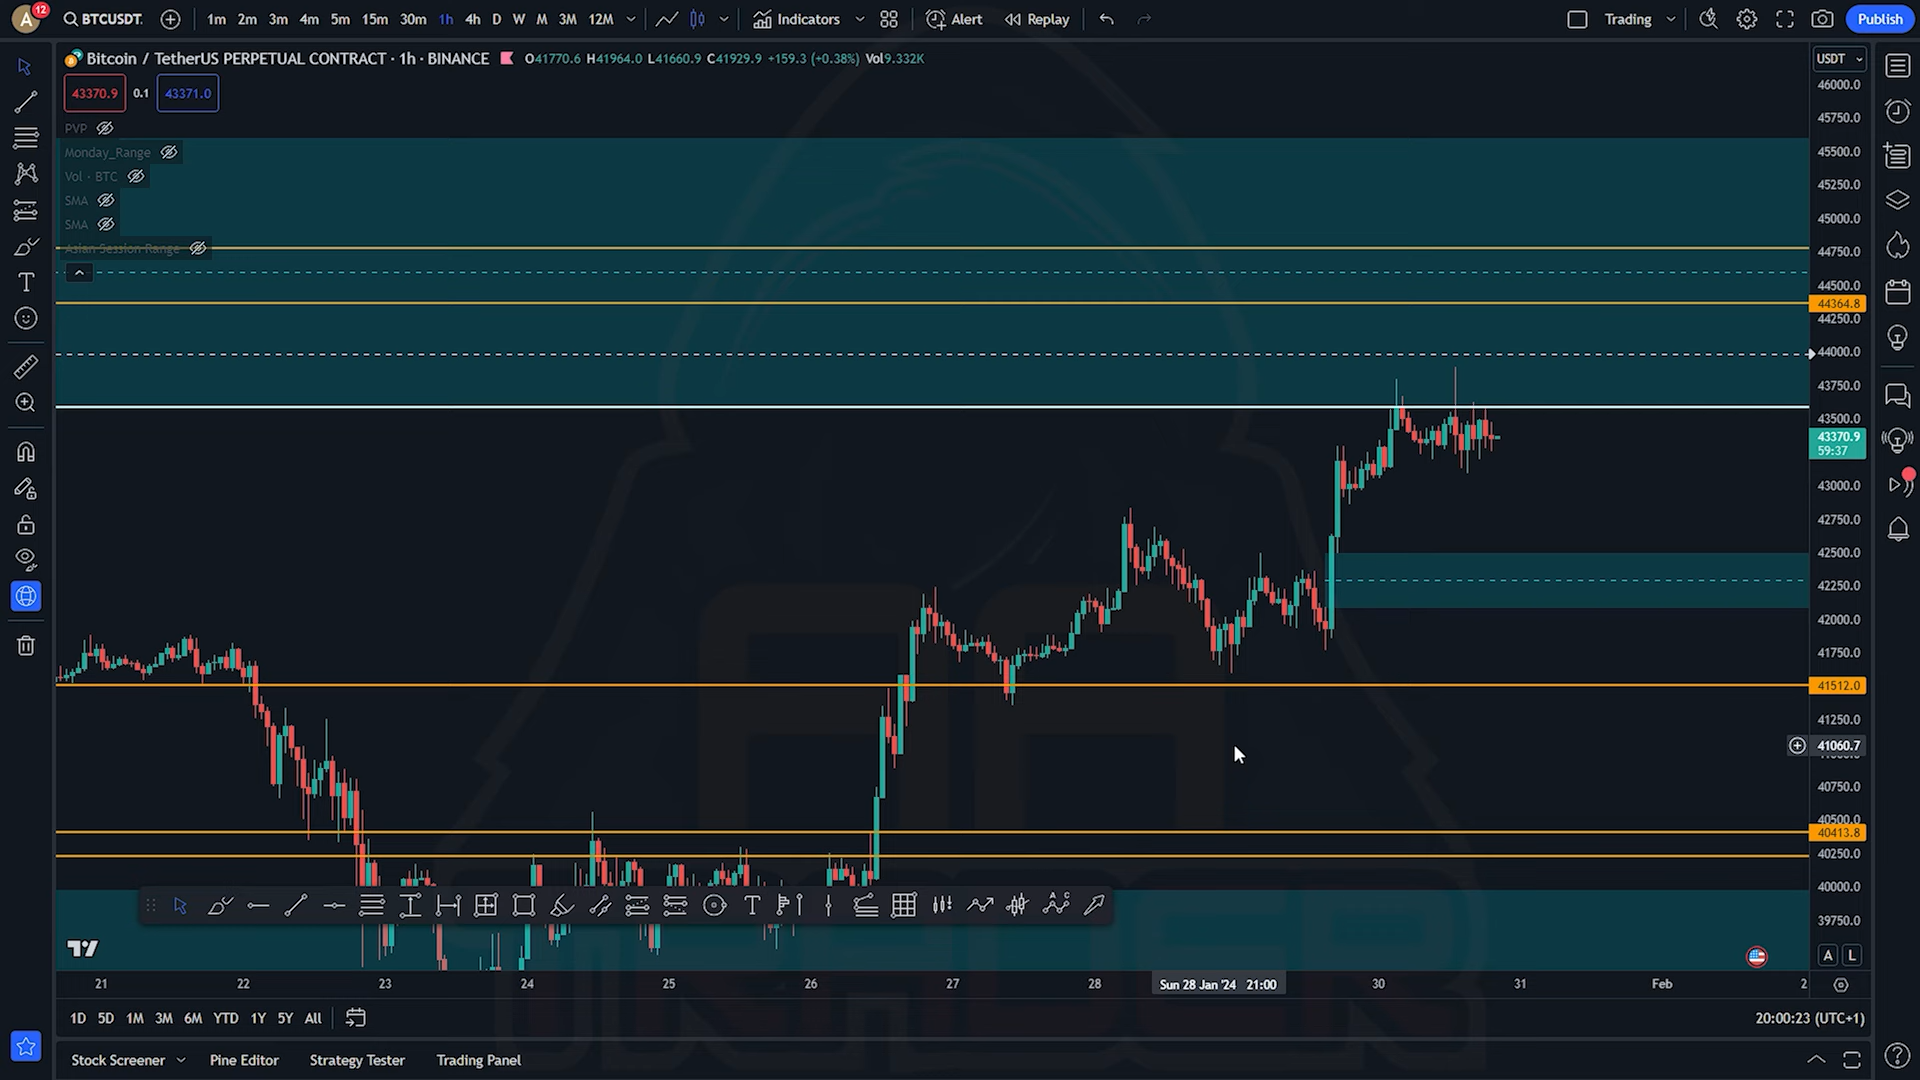 A 12 BTCUSDT. 1m 2m 3m 4m 5m 15m 30m 1h 4h D W M 3M 12M Indicators Alert Replay Trading Publish
Bitcoin / TetherUS PERPETUAL CONTRACT · 1h · BINANCE O41770.6 H41964.0 L41660.9 C41929.9 +159.3 (+0.38%) Vol9.332K USDT
43370.9 0.1 43371.0
PVP
Monday_Range
Vol · BTC
SMA
SMA
Asian Session Range
46000.0
45750.0
45500.0
45250.0
45000.0
44750.0
44500.0
44364.8
44250.0
44000.0
43750.0
43500.0
43370.9
59:37
43000.0
42750.0
42500.0
42250.0
42000.0
41750.0
41512.0
41250.0
41060.7
40750.0
40500.0
40413.8
40250.0
40000.0
39750.0
A L
21 22 23 24 25 26 27 28 Sun 28 Jan '24 21:00 30 31 Feb 2
1D 5D 1M 3M 6M YTD 1Y 5Y All 20:00:23 (UTC+1)
Stock Screener Pine Editor Strategy Tester Trading Panel